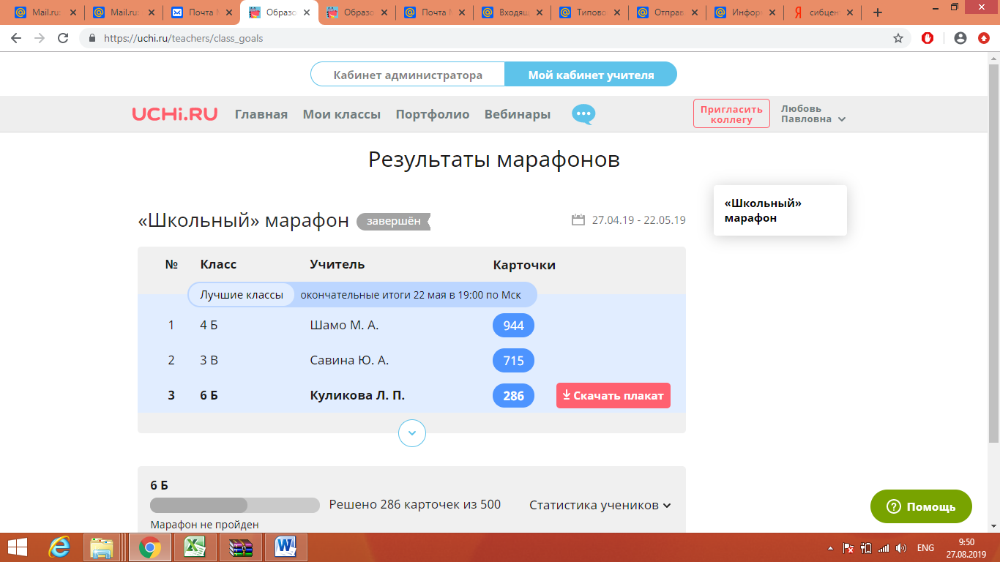 Mail.ru:
Mail.ru:
Почта М
Образо
Образо
Почта М
Входящ
Типово
Отправ
Информ
сибцен
https://uchi.ru/teachers/class_goals
Кабинет администратора
Мой кабинет учителя
UCHi.RU
Главная
Мои классы
Портфолио
Вебинары
Пригласить
коллегу
Любовь
Павловна
Результаты марафонов
«Школьный»
марафон
«Школьный» марафон
завершён
27.04.19 - 22.05.19
№ Класс Учитель Карточки
Лучшие классы окончательные итоги 22 мая в 19:00 по Мск
1 4 Б Шамо М. А. 944
2 3 В Савина Ю. А. 715
3 6 Б Куликова Л. П. 286 Скачать плакат
6 Б
Решено 286 карточек из 500
Статистика учеников
Марафон не пройден
Помощь
ENG
9:50
27.08.2019